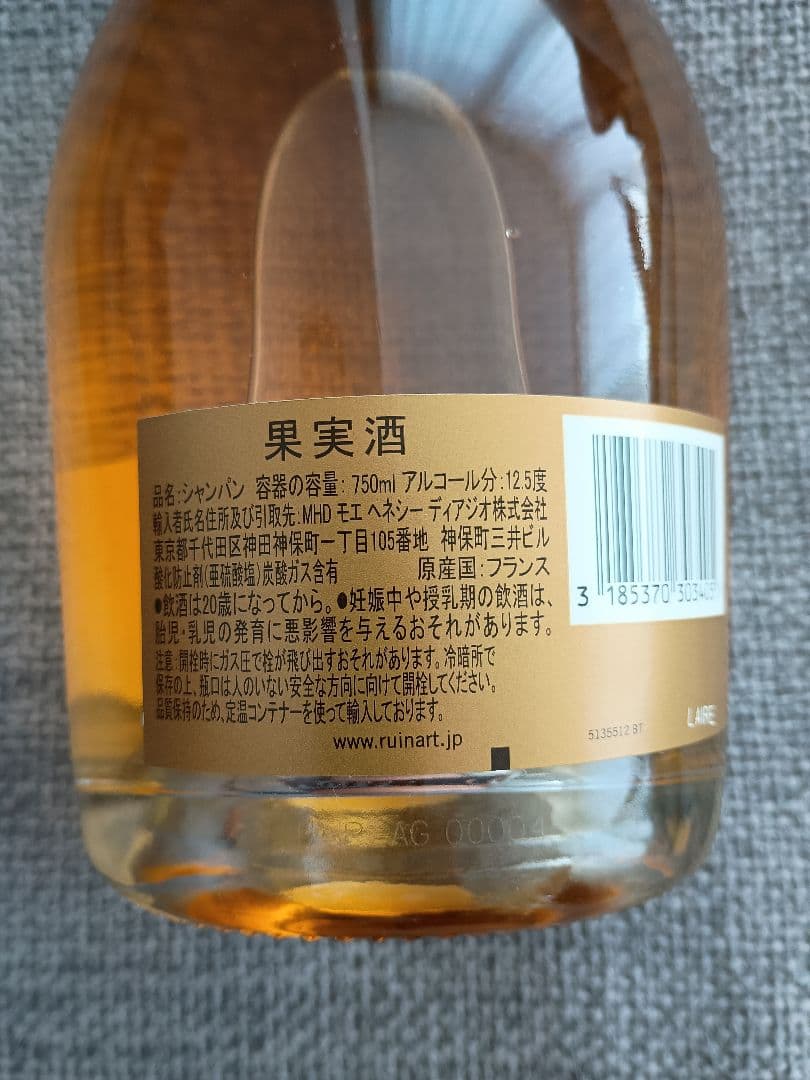 果実酒
品名:シャンパン 容器の容量: 750ml アルコール分:12.5度
輸入者氏名住所及び引取先:MHD モエ ヘネシー ディアジオ株式会社
東京都千代田区神田神保町一丁目105番地 神保町三井ビル
酸化防止剤(亜硫酸塩)炭酸ガス含有 原産国:フランス
●飲酒は20歳になってから。●妊娠中や授乳期の飲酒は、
胎児・乳児の発育に悪影響を与えるおそれがあります。
注意:開栓時にガス圧で栓が飛び出すおそれがあります。冷暗所で
保存の上、瓶口は人のいない安全な方向に向けて開栓してください。
品質保持のため、定温コンテナーを使って輸入しております。
www.ruinart.jp
3 185370
5135512 BT
AG 00004